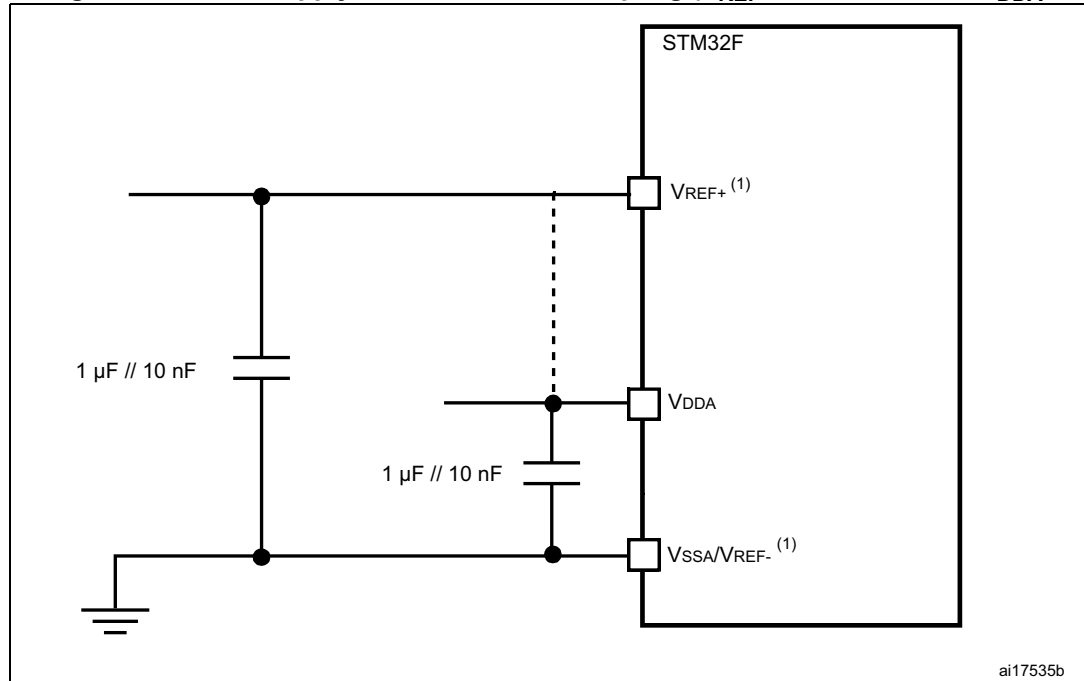 STM32F
VREF+ (1)
1 µF // 10 nF
VDDA
1 µF // 10 nF
VSSA/VREF- (1)
ai17535b